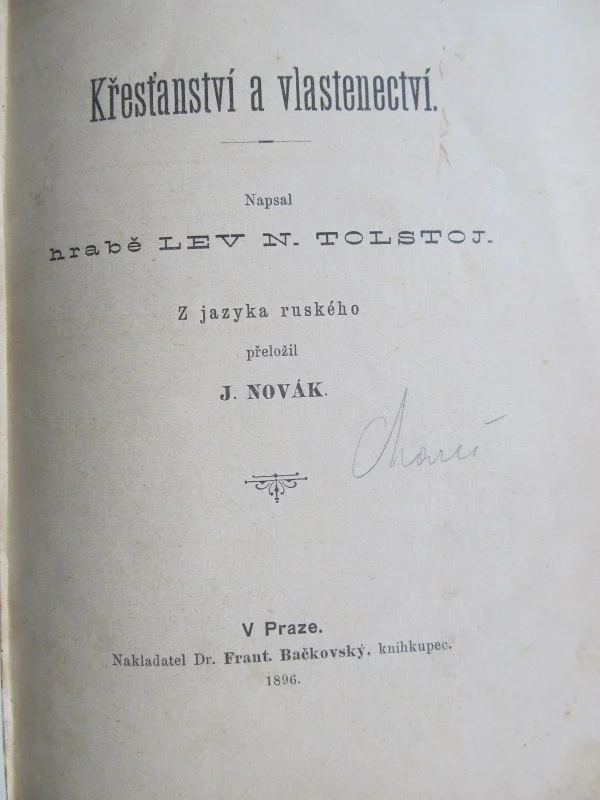 Křesťanství a vlastenectví.
Napsal
hrabě LEV N. TOLSTOJ.
Z jazyka ruského
přeložil
J. NOVÁK.
V Praze.
Nakladatel Dr. Frant. Bačkovský, knihkupec.
1896.